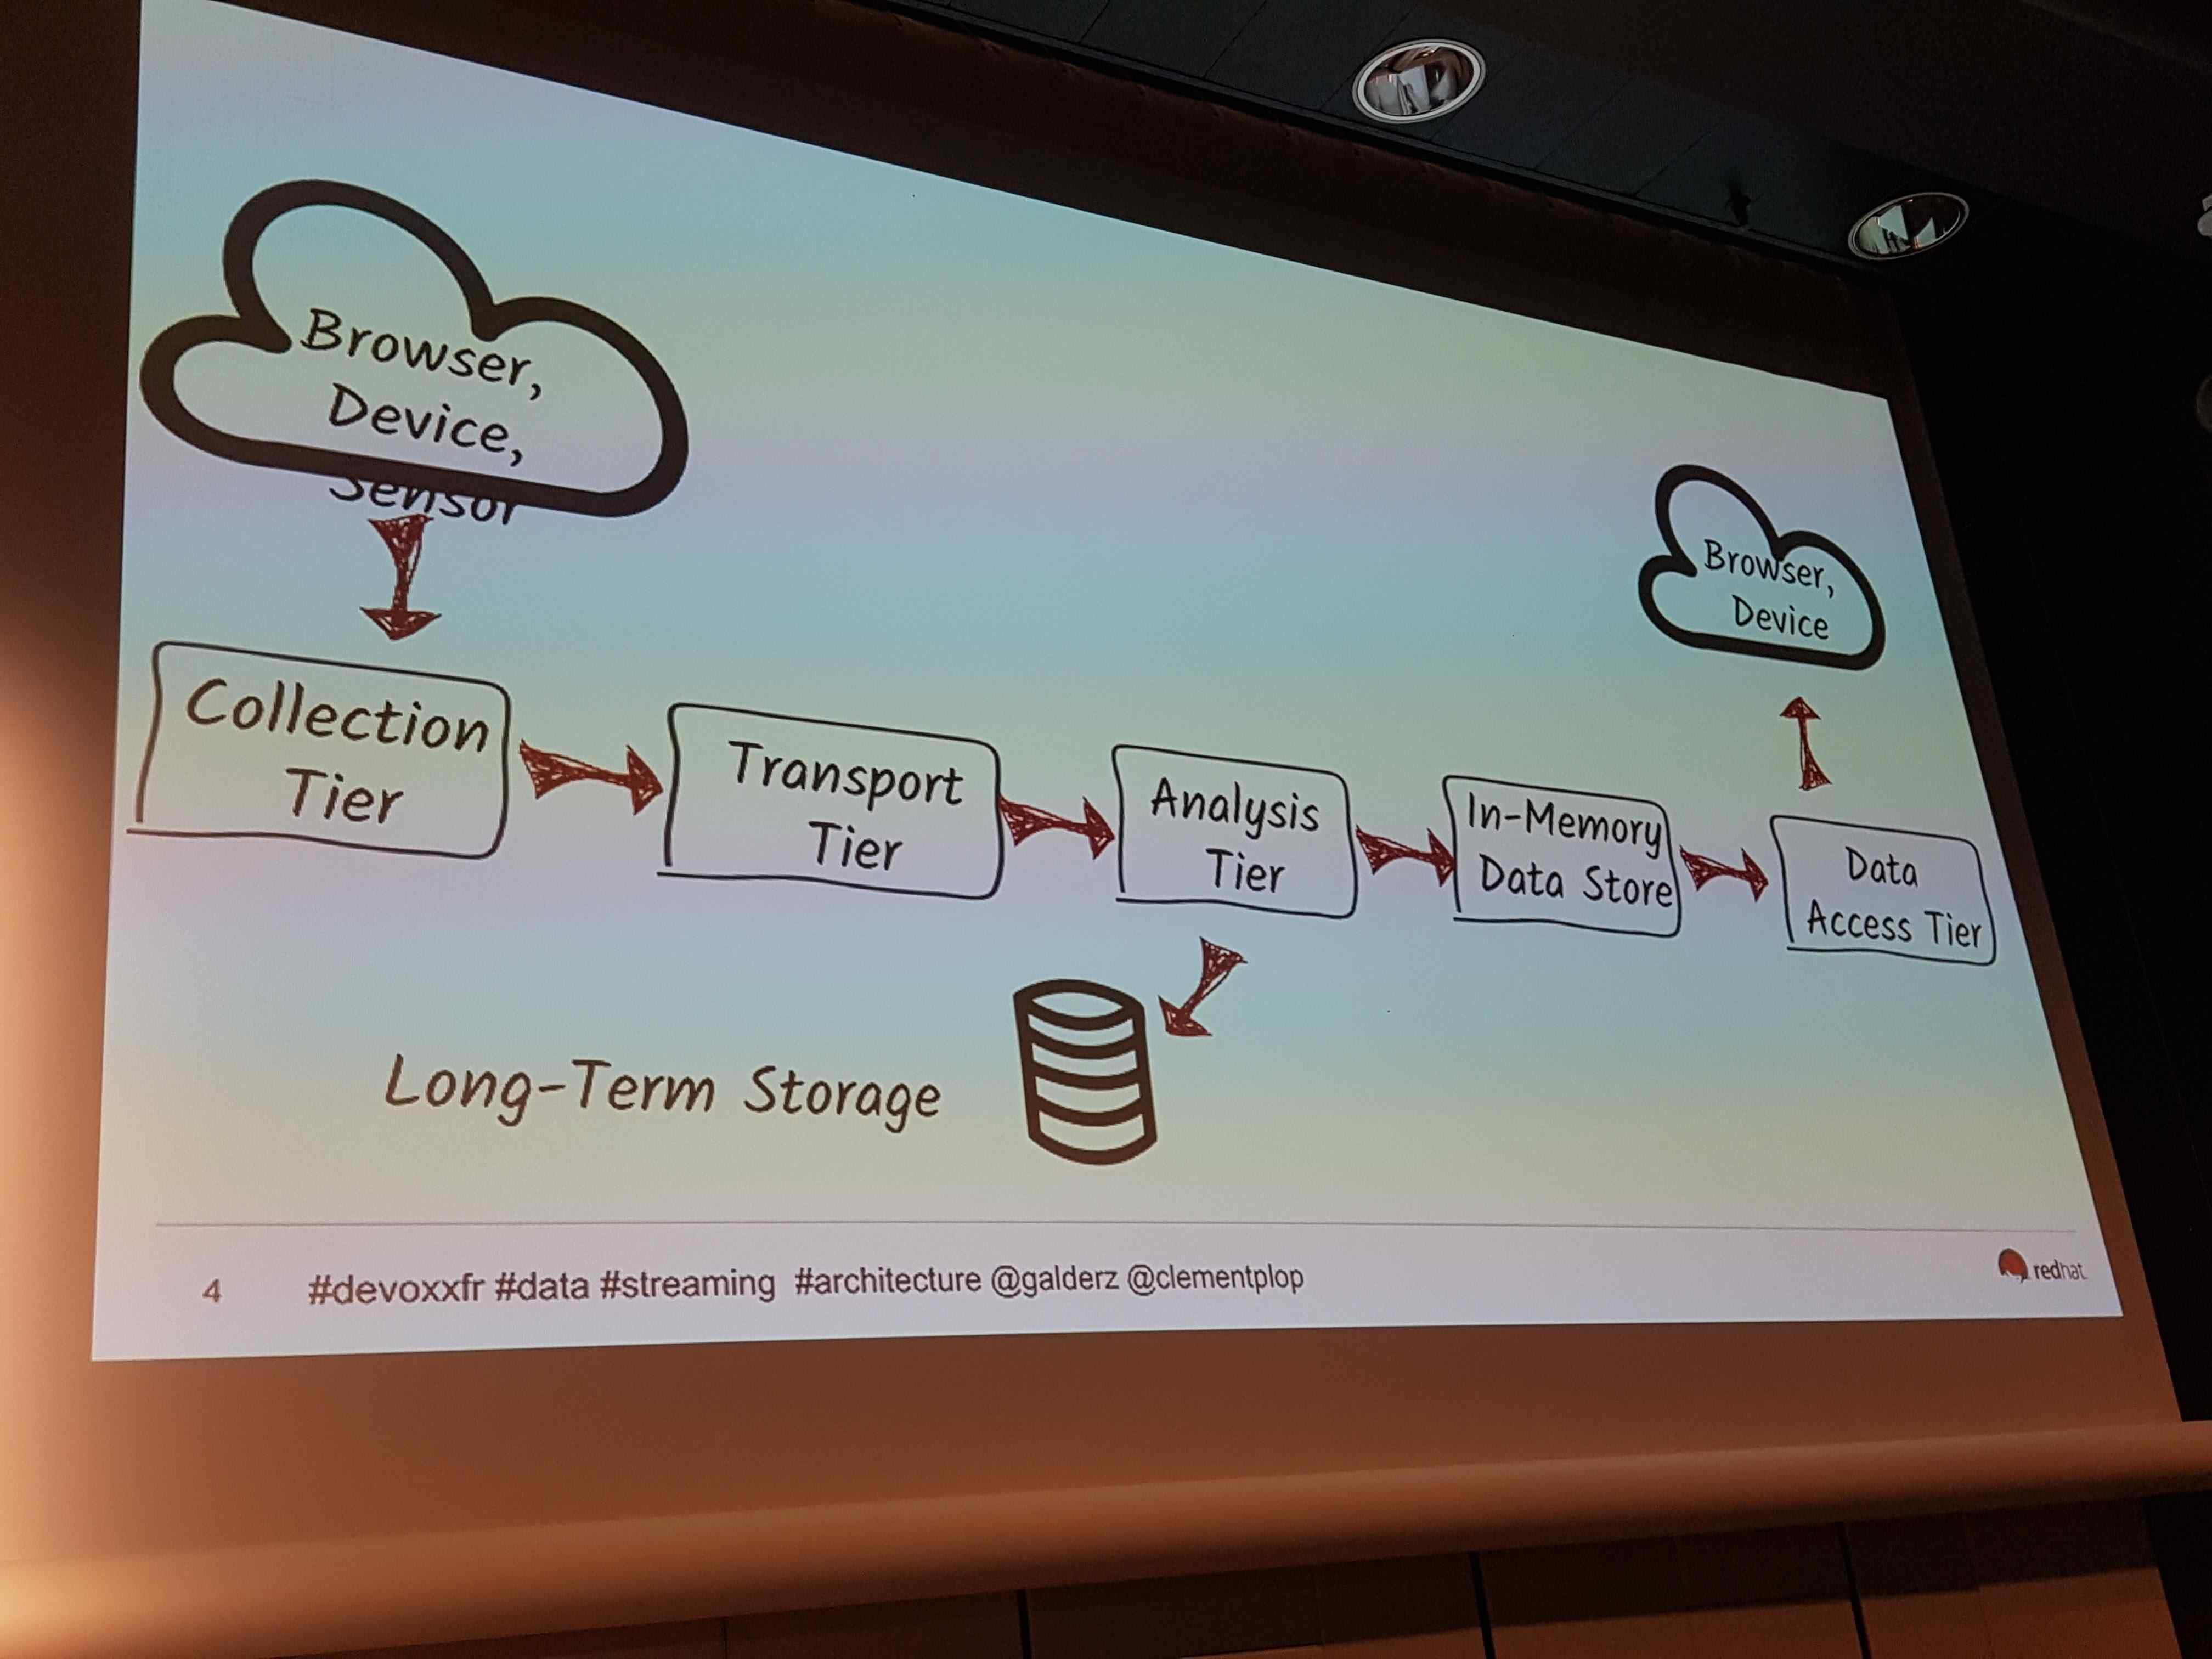 Browser,
Device,
Sensor
Browser,
Device
Collection
Tier
Transport
Tier
Analysis
Tier
In-Memory
Data Store
Data
Access Tier
Long-Term Storage
4 #devoxxfr #data #streaming #architecture @galderz @clementplop
redhat